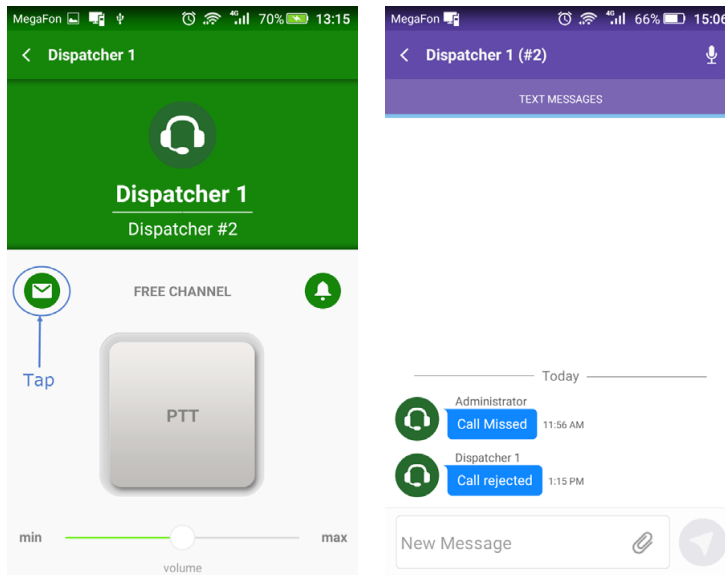 MegaFon 4G 70% 13:15
Dispatcher 1
Dispatcher 1
Dispatcher #2
FREE CHANNEL
Tap
PTT
min max
volume
MegaFon 4G 66% 15:06
Dispatcher 1 (#2)
TEXT MESSAGES
Today
Administrator
Call Missed 11:56 AM
Dispatcher 1
Call rejected 1:15 PM
New Message